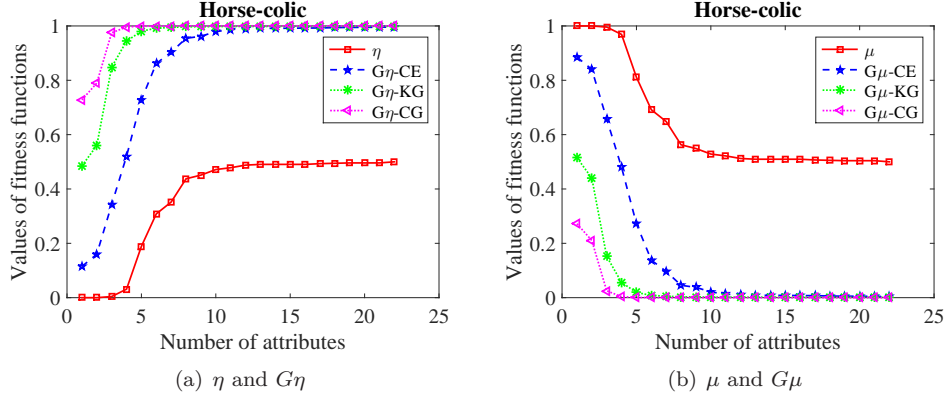 Horse-colic
Values of fitness functions
1
0.8
0.6
0.4
0.2
0
0 5 10 15 20 25
Number of attributes
η
Gη-CE
Gη-KG
Gη-CG
(a) η and Gη
Horse-colic
Values of fitness functions
1
0.8
0.6
0.4
0.2
0
0 5 10 15 20 25
Number of attributes
μ
Gμ-CE
Gμ-KG
Gμ-CG
(b) μ and Gμ